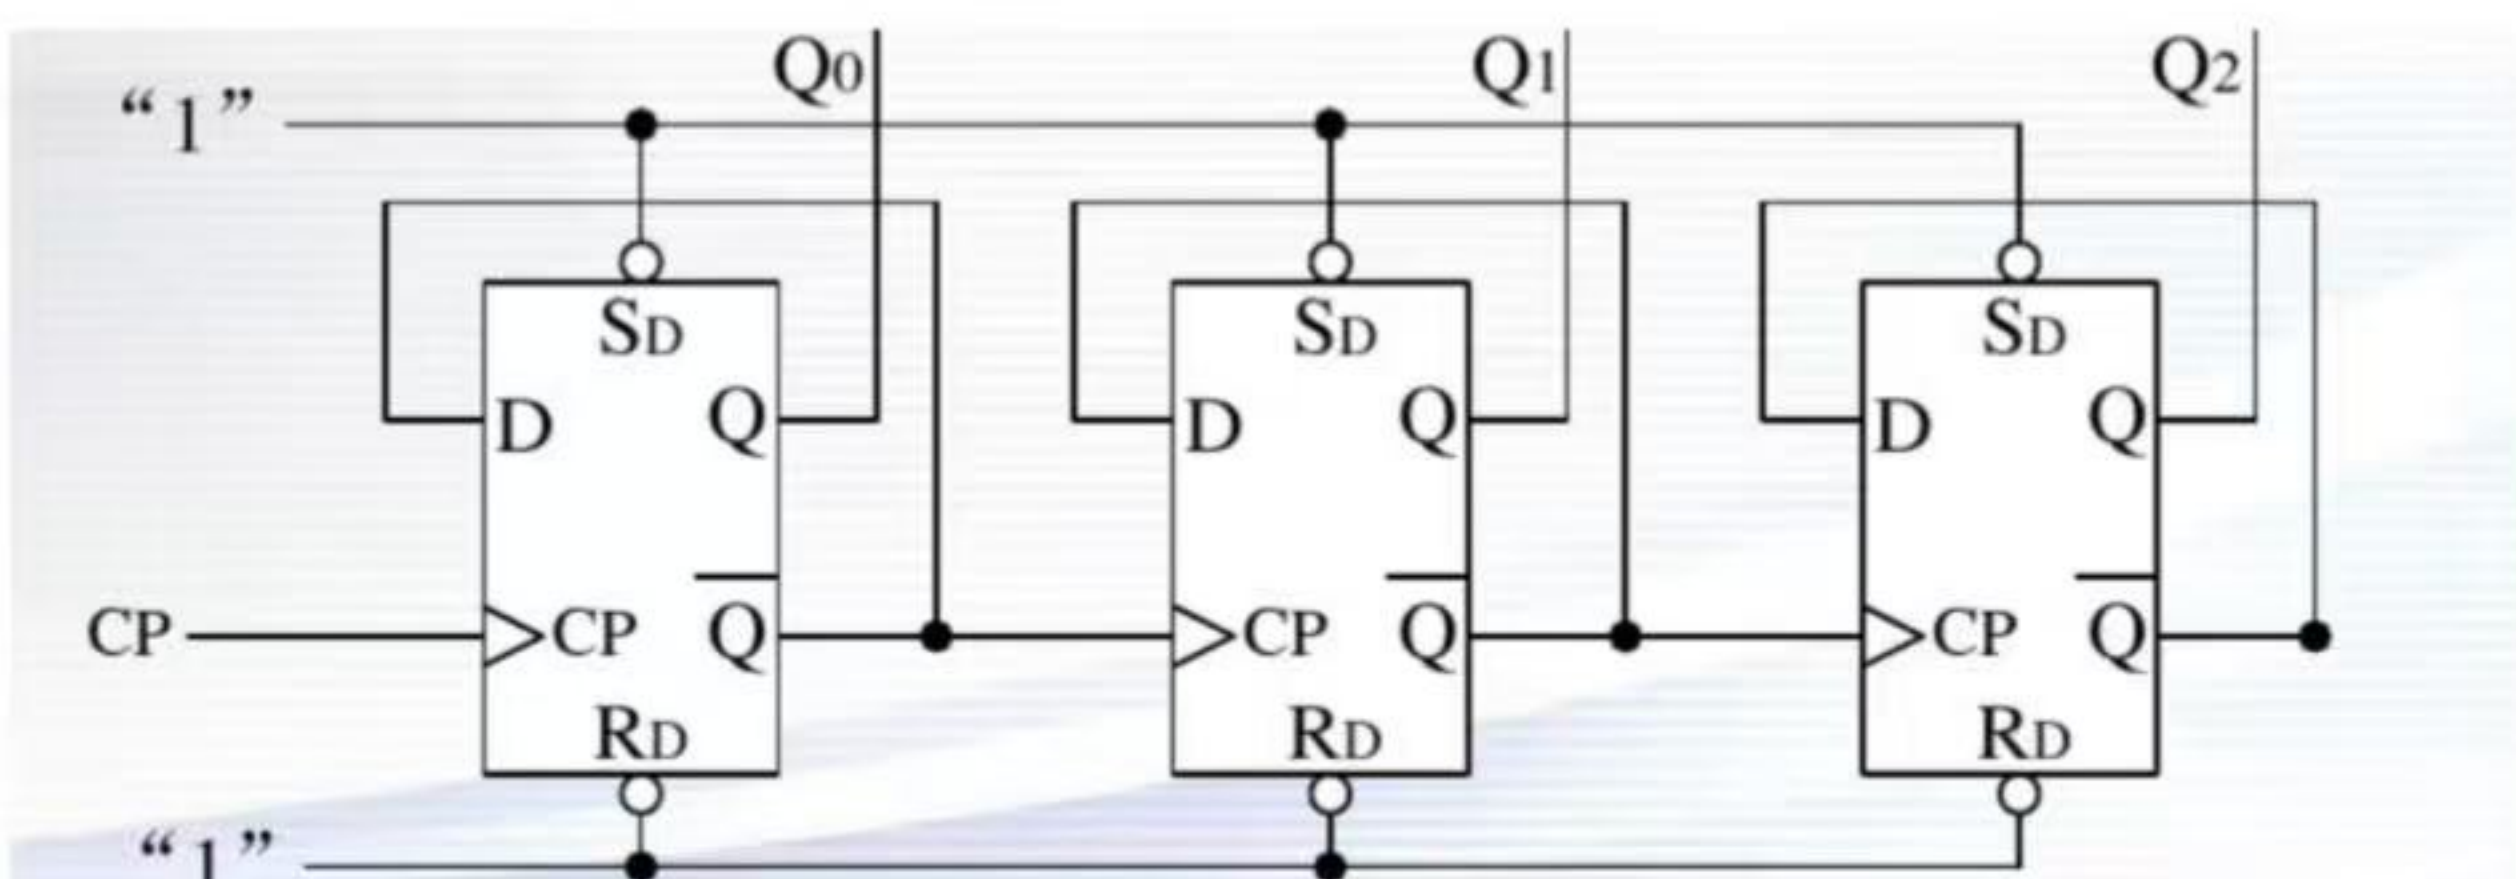 Q0 Q1 Q2
“1”
SD SD SD
D Q D Q D Q
CP CP Q̅ CP Q̅ CP Q̅
RD RD RD
“1”